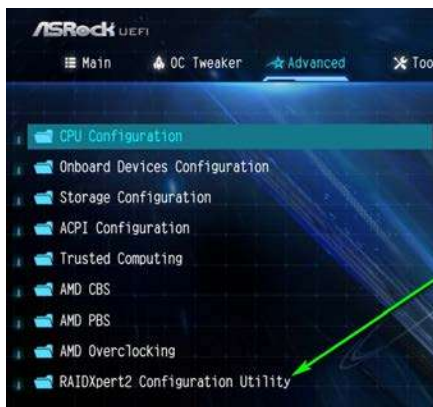 ASRock UEFI
Main OC Tweaker Advanced Too
CPU Configuration
Onboard Devices Configuration
Storage Configuration
ACPI Configuration
Trusted Computing
AMD CBS
AMD PBS
AMD Overclocking
RAIDXpert2 Configuration Utility